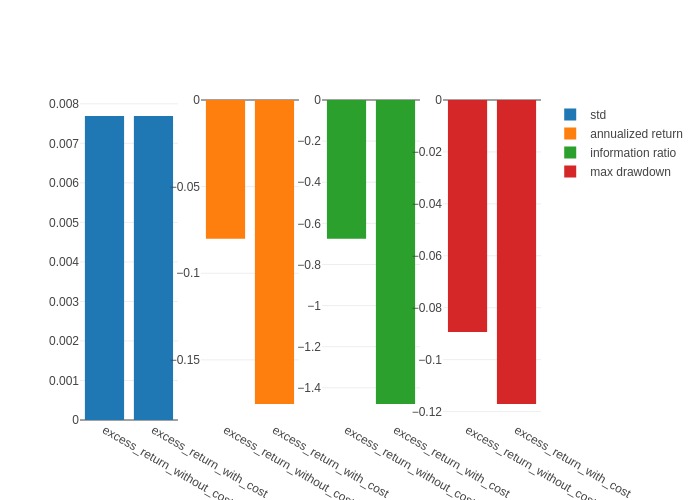 0.008
0.007
0.006
0.005
0.004
0.003
0.002
0.001
0
0
−0.05
−0.1
−0.15
0
−0.2
−0.4
−0.6
−0.8
−1
−1.2
−1.4
0
−0.02
−0.04
−0.06
−0.08
−0.1
−0.12
excess_return_without_cost
excess_return_with_cost
excess_return_without_cost
excess_return_with_cost
excess_return_without_cost
excess_return_with_cost
excess_return_without_cost
excess_return_with_cost
std
annualized return
information ratio
max drawdown